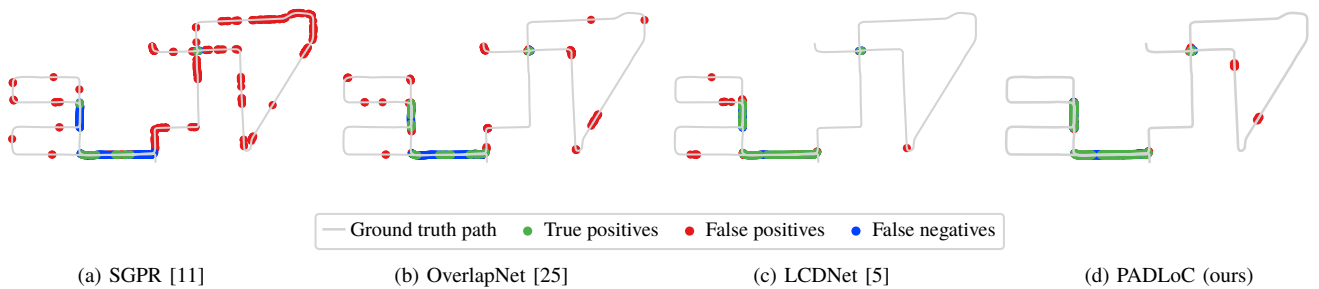 Ground truth path True positives False positives False negatives
(a) SGPR [11] (b) OverlapNet [25] (c) LCDNet [5] (d) PADLoC (ours)